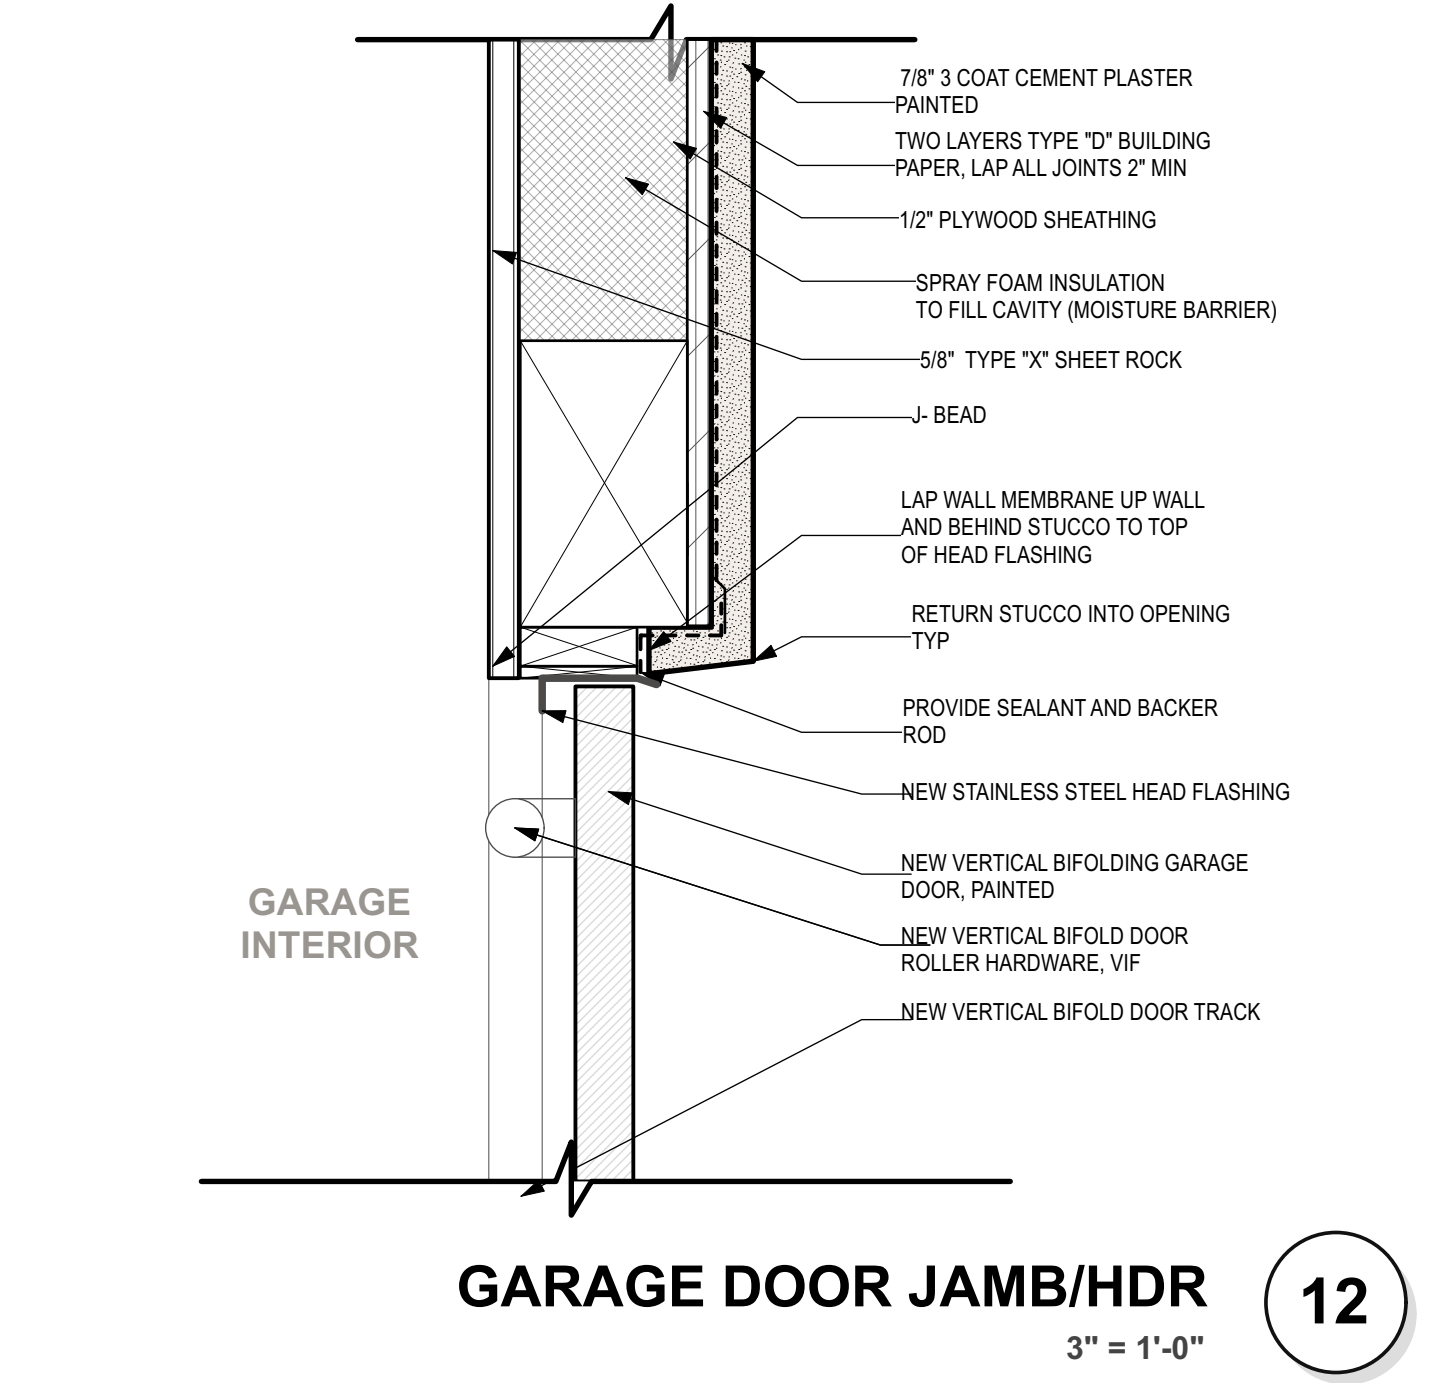 7/8" 3 COAT CEMENT PLASTER
PAINTED
TWO LAYERS TYPE "D" BUILDING
PAPER, LAP ALL JOINTS 2" MIN
1/2" PLYWOOD SHEATHING
SPRAY FOAM INSULATION
TO FILL CAVITY (MOISTURE BARRIER)
5/8" TYPE "X" SHEET ROCK
J- BEAD
LAP WALL MEMBRANE UP WALL
AND BEHIND STUCCO TO TOP
OF HEAD FLASHING
RETURN STUCCO INTO OPENING
TYP
PROVIDE SEALANT AND BACKER
ROD
NEW STAINLESS STEEL HEAD FLASHING
NEW VERTICAL BIFOLDING GARAGE
DOOR, PAINTED
NEW VERTICAL BIFOLD DOOR
ROLLER HARDWARE, VIF
NEW VERTICAL BIFOLD DOOR TRACK
GARAGE
INTERIOR
GARAGE DOOR JAMB/HDR
3" = 1'-0"
12